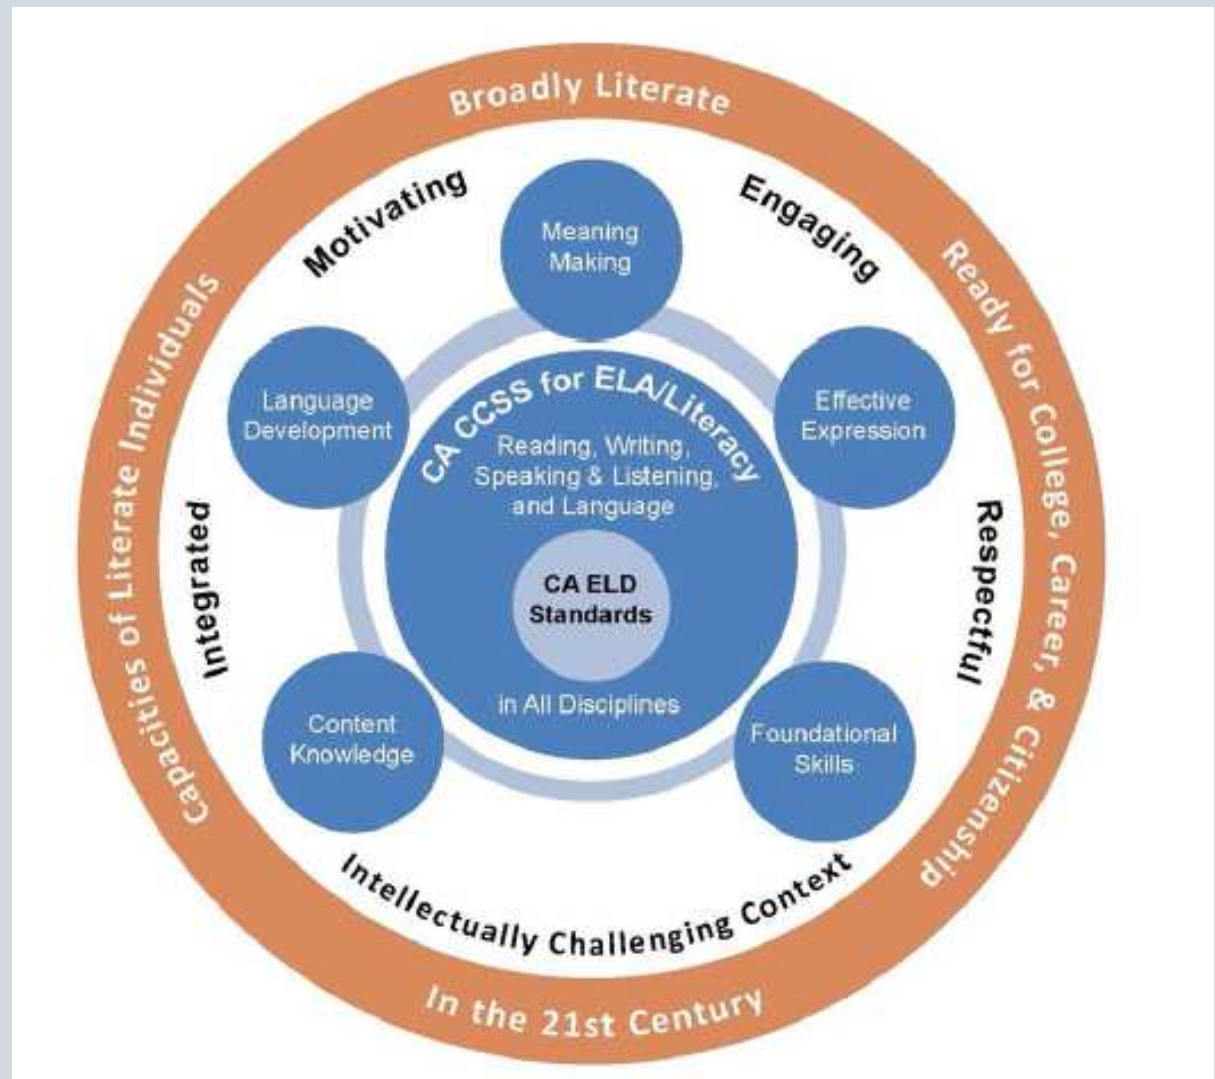 Broadly Literate
Ready for College, Career, & Citizenship
In the 21st Century
Capacities of Literate Individuals
Motivating
Engaging
Respectful
Intellectually Challenging Context
Integrated
Meaning
Making
Effective
Expression
Foundational
Skills
Content
Knowledge
Language
Development
CA CCSS for ELA/Literacy
Reading, Writing,
Speaking & Listening,
and Language
CA ELD
Standards
in All Disciplines